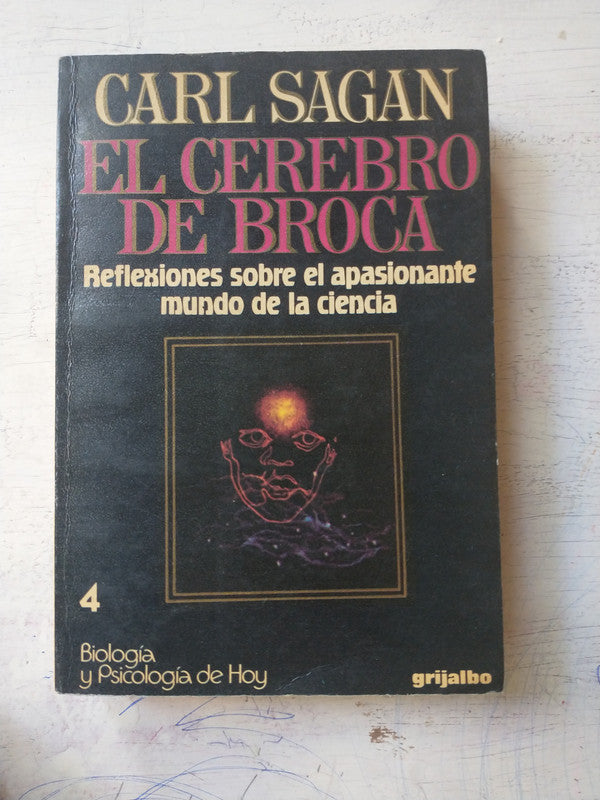 CARL SAGAN
EL CEREBRO
DE BROCA
Reflexiones sobre el apasionante
mundo de la ciencia
4
Biología
y Psicología de Hoy
grijalbo